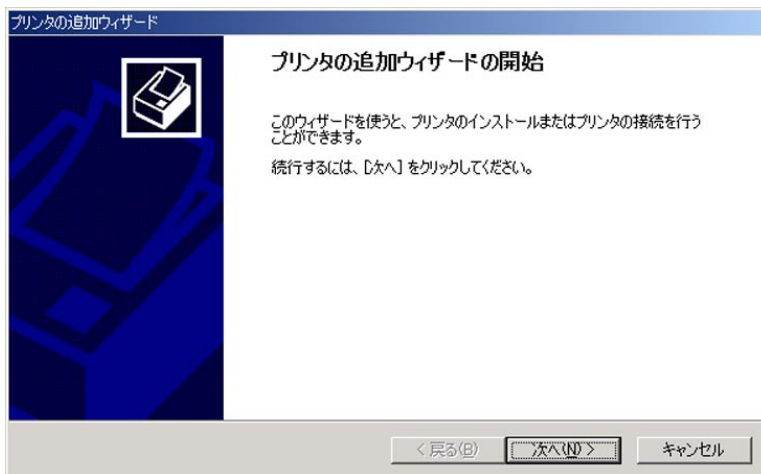 プリンタの追加ウィザード
プリンタの追加ウィザードの開始
このウィザードを使うと、プリンタのインストールまたはプリンタの接続を行う
ことができます。
続行するには、[次へ] をクリックしてください。
< 戻る(B)
次へ(N) >
キャンセル